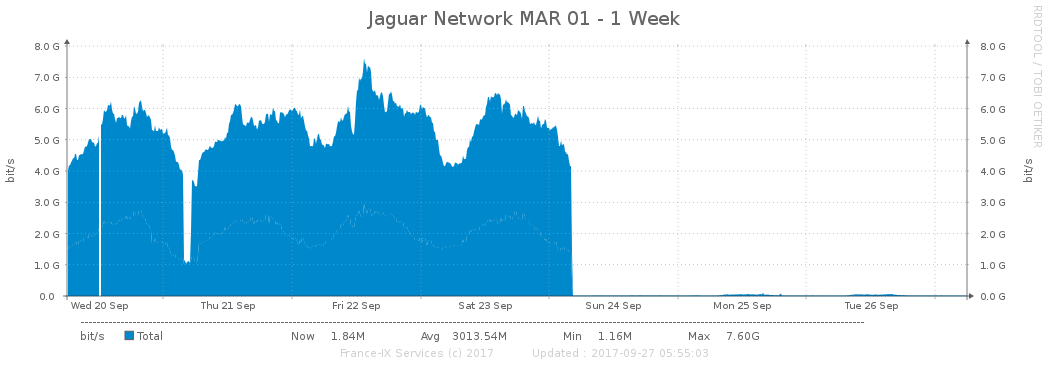 Jaguar Network MAR 01 - 1 Week
RRDTOOL / TOBI OETIKER
bit/s
8.0 G
7.0 G
6.0 G
5.0 G
4.0 G
3.0 G
2.0 G
1.0 G
0.0
8.0 G
7.0 G
6.0 G
5.0 G
4.0 G
3.0 G
2.0 G
1.0 G
0.0 G
bit/s
Wed 20 Sep Thu 21 Sep Fri 22 Sep Sat 23 Sep Sun 24 Sep Mon 25 Sep Tue 26 Sep
bit/s Total Now 1.84M Avg 3013.54M Min 1.16M Max 7.60G
France-IX Services (c) 2017 Updated : 2017-09-27 05:55:03